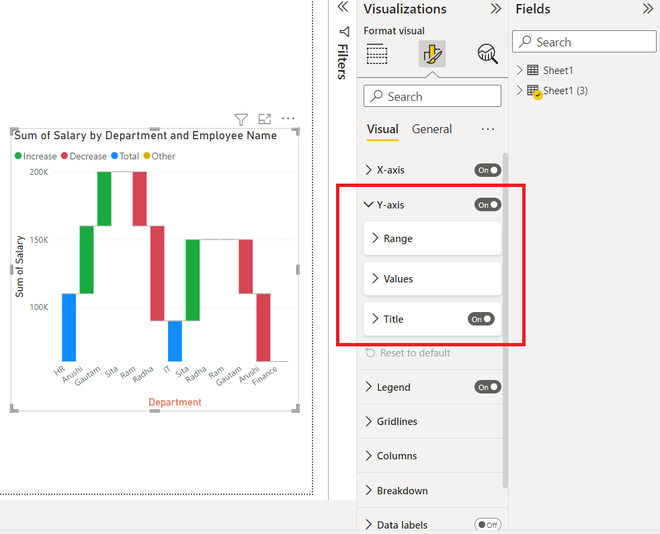 Visualizations
Fields
Format visual
Filters
Search
Search
Sheet1
Sheet1 (3)
Visual General
X-axis On
Y-axis On
Range
Values
Title On
Reset to default
Legend On
Gridlines
Columns
Breakdown
Data labels Off
Sum of Salary by Department and Employee Name
Increase Decrease Total Other
Sum of Salary
200K
150K
100K
HR Arushi Gautam Sita Ram Radha IT Sita Radha Ram Gautam Arushi Finance
Department